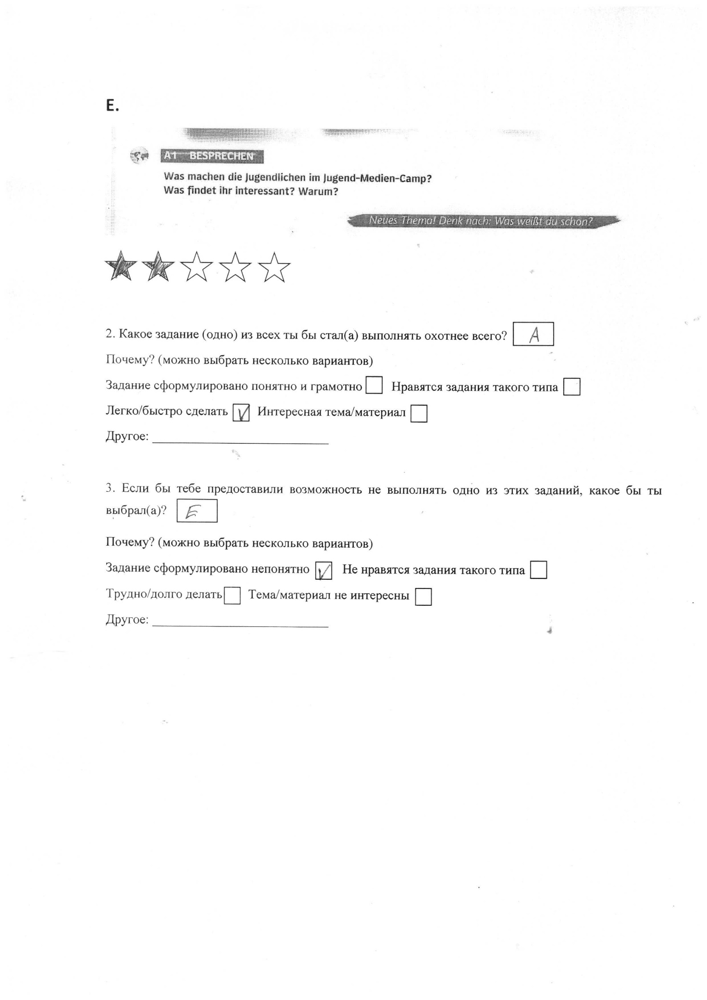 E.
A1 BESPRECHEN
Was machen die Jugendlichen im Jugend-Medien-Camp?
Was findet ihr interessant? Warum?
Neues Thema! Denk nach: Was weißt du schon?
2. Какое задание (одно) из всех ты бы стал(а) выполнять охотнее всего? A
Почему? (можно выбрать несколько вариантов)
Задание сформулировано понятно и грамотно Нравятся задания такого типа
Легко/быстро сделать V Интересная тема/материал
Другое:
3. Если бы тебе предоставили возможность не выполнять одно из этих заданий, какое бы ты
выбрал(а)? E
Почему? (можно выбрать несколько вариантов)
Задание сформулировано непонятно V Не нравятся задания такого типа
Трудно/долго делать Тема/материал не интересны
Другое: